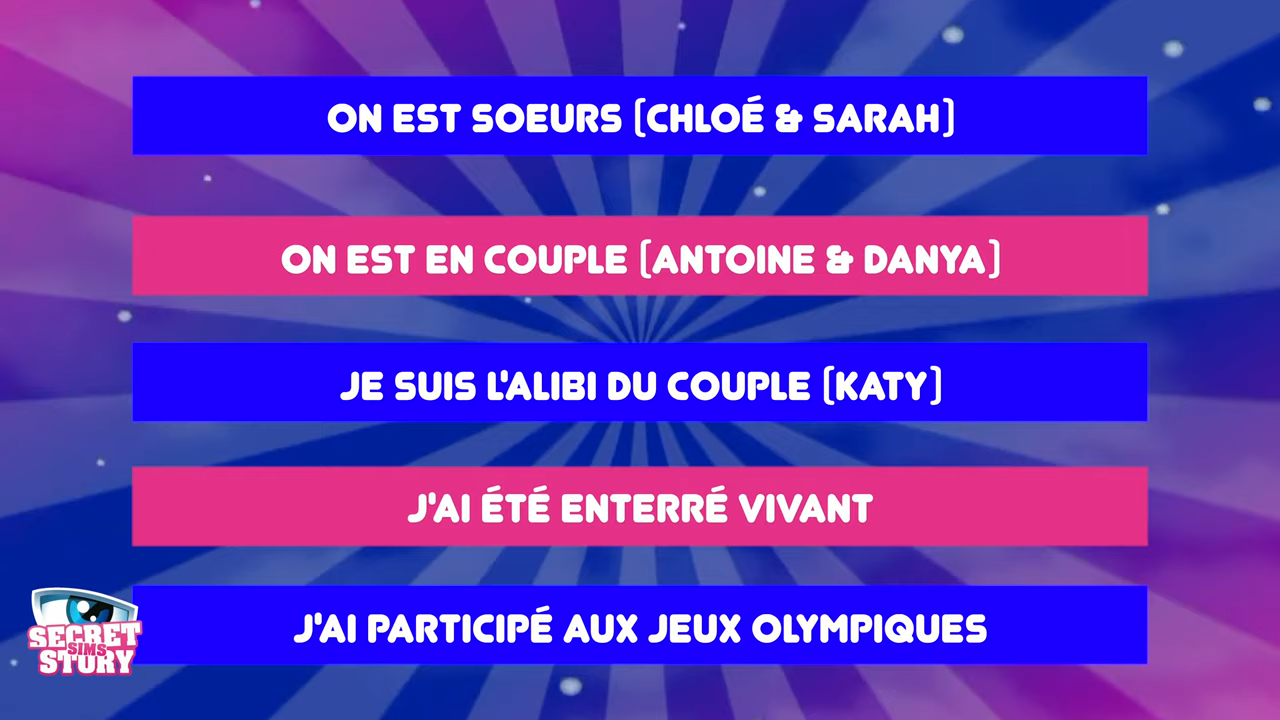 ON EST SOEURS (CHLOÉ & SARAH)
ON EST EN COUPLE (ANTOINE & DANYA)
JE SUIS L'ALIBI DU COUPLE (KATY)
J'AI ÉTÉ ENTERRÉ VIVANT
J'AI PARTICIPÉ AUX JEUX OLYMPIQUES
SECRET
SIMS
STORY